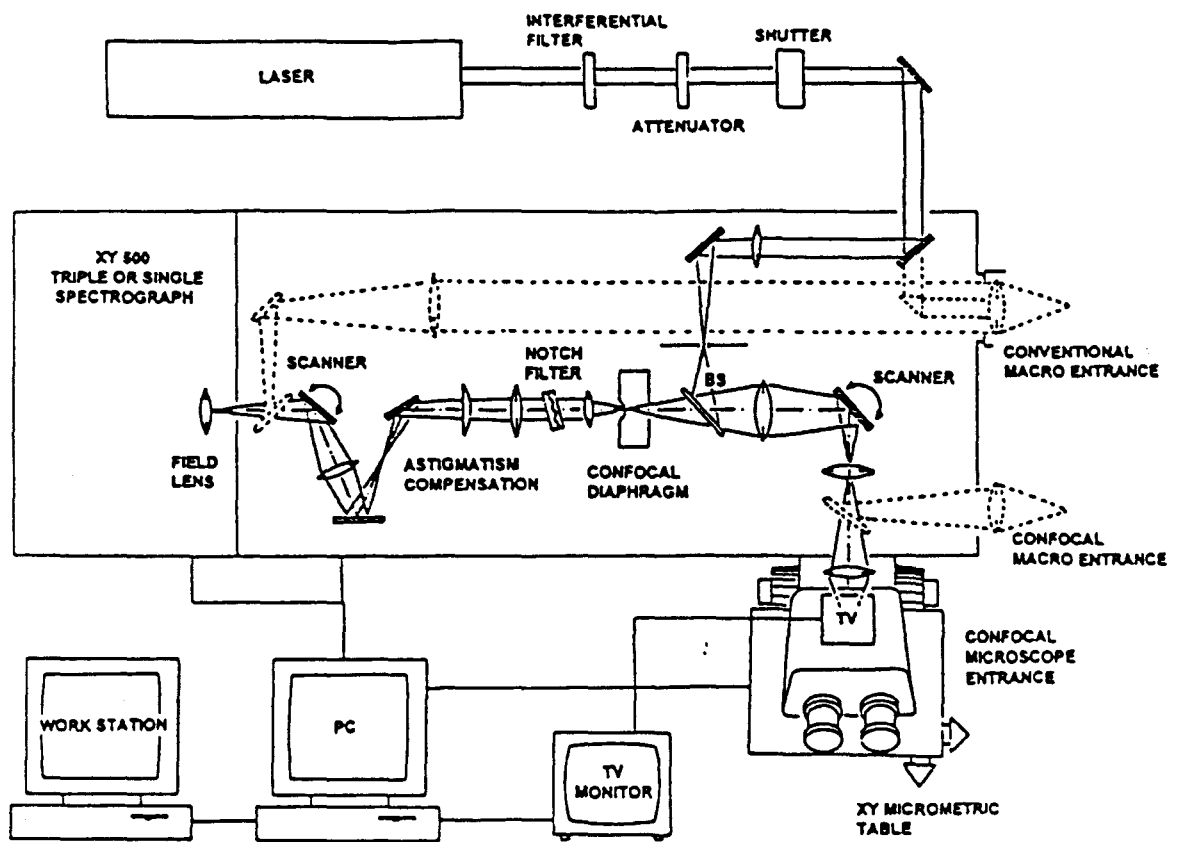 INTERFERENTIAL
FILTER
SHUTTER
LASER
ATTENUATOR
XY 500
TRIPLE OR SINGLE
SPECTROGRAPH
SCANNER
NOTCH
FILTER
BS
SCANNER
CONVENTIONAL
MACRO ENTRANCE
FIELD
LENS
ASTIGMATISM
COMPENSATION
CONFOCAL
DIAPHRAGM
CONFOCAL
MACRO ENTRANCE
TV
CONFOCAL
MICROSCOPE
ENTRANCE
WORK STATION
PC
TV
MONITOR
XY MICROMETRIC
TABLE